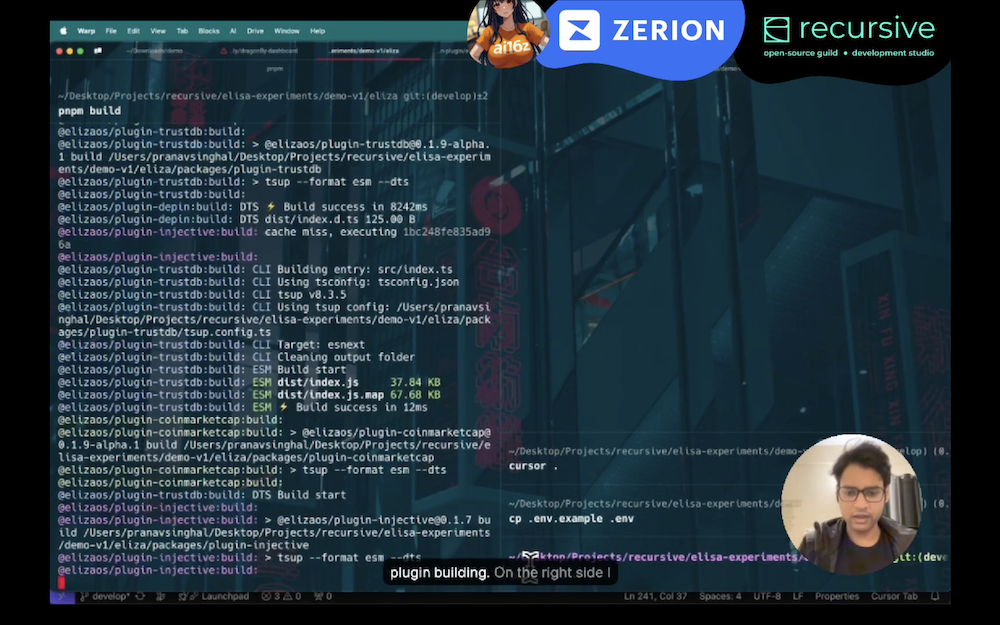 Warp File Edit View Tab Blocks AI Drive Window Help
ai16z
ZERION
recursive
open-source guild • development studio
~/Downloads/demo
../y/dragonfly-dashboard
…eriments/demo-v1/eliza
pnpm
~/Desktop/Projects/recursive/elisa-experiments/demo-v1/eliza git:(develop)±2
pnpm build
@elizaos/plugin-trustdb:build:
@elizaos/plugin-trustdb:build: > @elizaos/plugin-trustdb@0.1.9-alpha.
1 build /Users/pranavsinghal/Desktop/Projects/recursive/elisa-experim
ents/demo-v1/eliza/packages/plugin-trustdb
@elizaos/plugin-trustdb:build: > tsup --format esm --dts
@elizaos/plugin-trustdb:build:
@elizaos/plugin-depin:build: DTS ⚡ Build success in 8242ms
@elizaos/plugin-depin:build: DTS dist/index.d.ts 125.00 B
@elizaos/plugin-injective:build: cache miss, executing 1bc248fe835ad9
6a
@elizaos/plugin-injective:build:
@elizaos/plugin-trustdb:build: CLI Building entry: src/index.ts
@elizaos/plugin-trustdb:build: CLI Using tsconfig: tsconfig.json
@elizaos/plugin-trustdb:build: CLI tsup v8.3.5
@elizaos/plugin-trustdb:build: CLI Using tsup config: /Users/pranavsi
nghal/Desktop/Projects/recursive/elisa-experiments/demo-v1/eliza/pack
ages/plugin-trustdb/tsup.config.ts
@elizaos/plugin-trustdb:build: CLI Target: esnext
@elizaos/plugin-trustdb:build: CLI Cleaning output folder
@elizaos/plugin-trustdb:build: ESM Build start
@elizaos/plugin-trustdb:build: ESM dist/index.js 37.84 KB
@elizaos/plugin-trustdb:build: ESM dist/index.js.map 67.68 KB
@elizaos/plugin-trustdb:build: ESM ⚡ Build success in 12ms
@elizaos/plugin-coinmarketcap:build:
@elizaos/plugin-coinmarketcap:build: > @elizaos/plugin-coinmarketcap@
0.1.9-alpha.1 build /Users/pranavsinghal/Desktop/Projects/recursive/e
lisa-experiments/demo-v1/eliza/packages/plugin-coinmarketcap
@elizaos/plugin-coinmarketcap:build: > tsup --format esm --dts
@elizaos/plugin-coinmarketcap:build:
@elizaos/plugin-trustdb:build: DTS Build start
@elizaos/plugin-injective:build:
@elizaos/plugin-injective:build: > @elizaos/plugin-injective@0.1.7 bu
ild /Users/pranavsinghal/Desktop/Projects/recursive/elisa-experiments
/demo-v1/eliza/packages/plugin-injective
@elizaos/plugin-injective:build: > tsup --format esm --dts
@elizaos/plugin-injective:build:
~/Desktop/Projects/recursive/elisa-experiments/
cursor .
~/Desktop/Projects/recursive/elisa-experiments/
cp .env.example .env
ktop/Projects/recursive/elisa-experiments/ git:(deve
XIN FU XING XIN
plugin building. On the right side I
develop* Launchpad 3 0 0
Ln 241, Col 37 Spaces: 4 UTF-8 LF Properties Cursor Tab